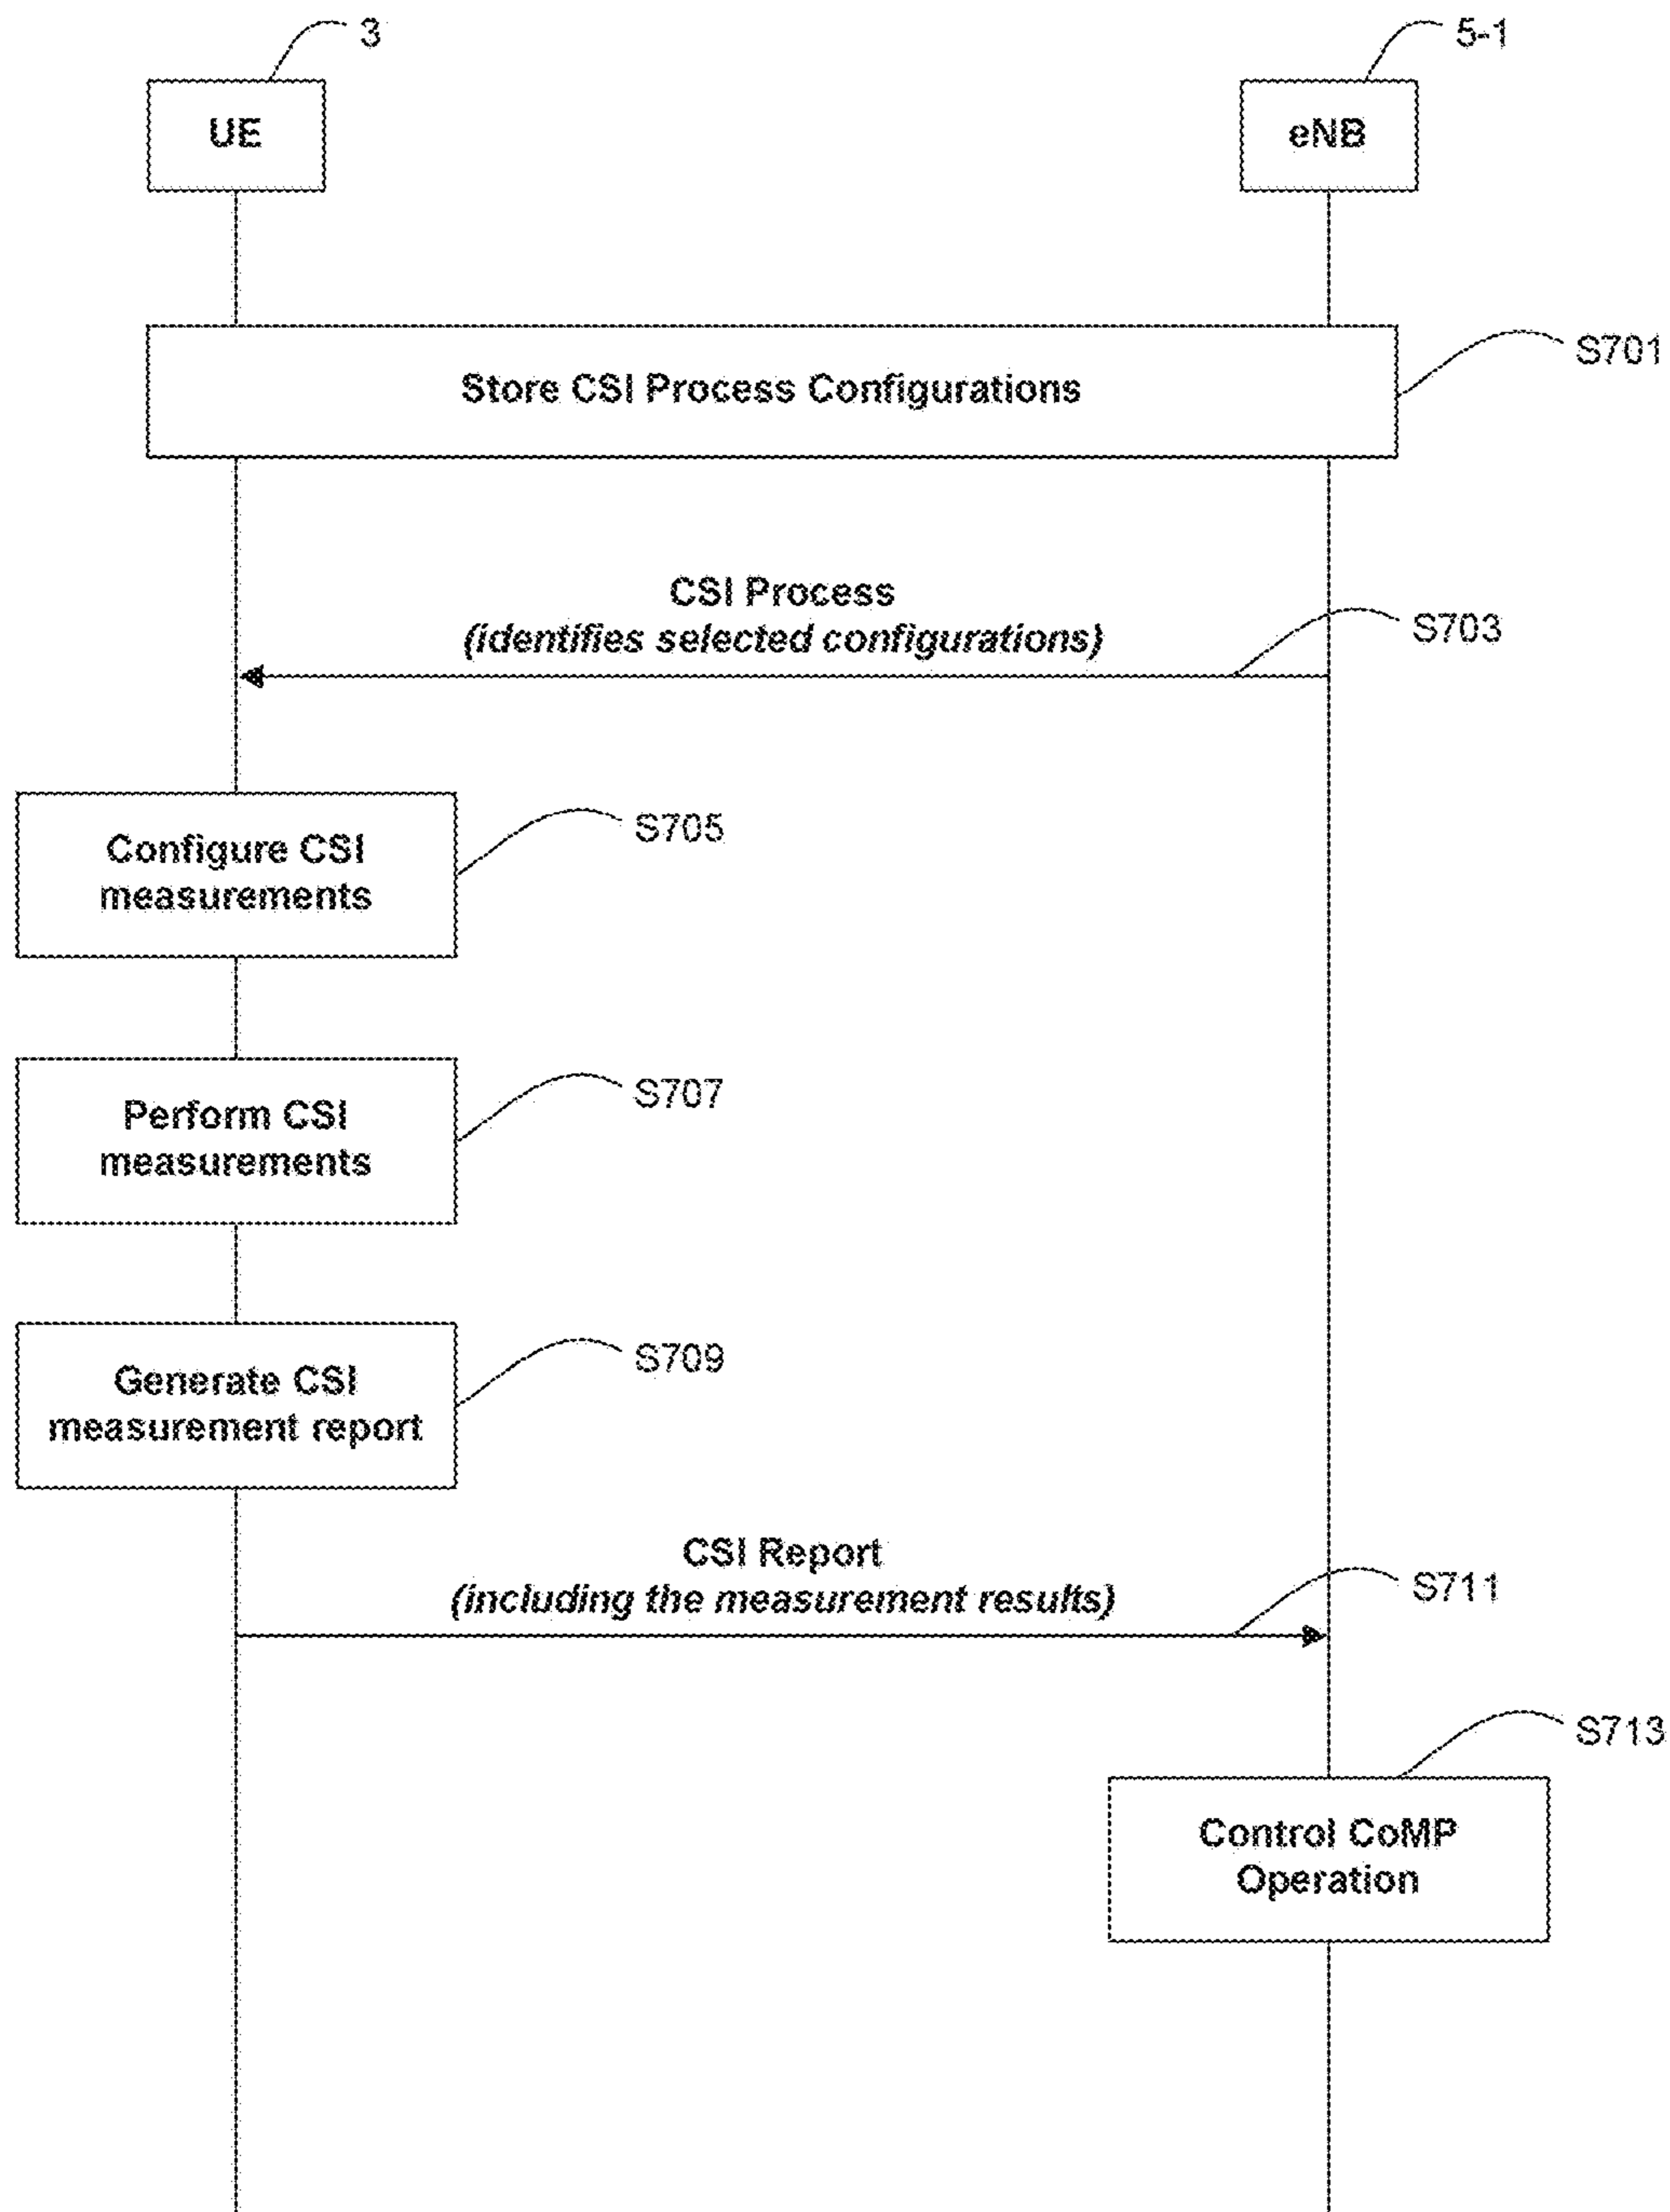 3
5-1
UE
eNB
S701
Store CSI Process Configurations
CSI Process
(identifies selected configurations)
S703
S705
Configure CSI
measurements
S707
Perform CSI
measurements
S709
Generate CSI
measurement report
CSI Report
(including the measurement results)
S711
S713
Control CoMP
Operation